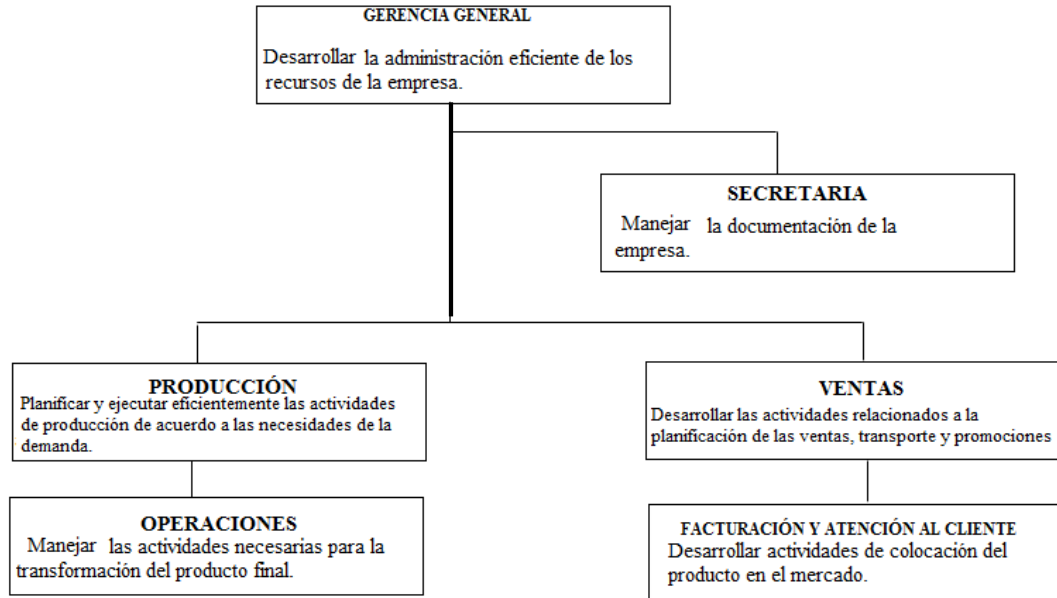 GERENCIA GENERAL
Desarrollar la administración eficiente de los
recursos de la empresa.
SECRETARIA
Manejar la documentación de la
empresa.
PRODUCCIÓN
Planificar y ejecutar eficientemente las actividades
de producción de acuerdo a las necesidades de la
demanda.
VENTAS
Desarrollar las actividades relacionados a la
planificación de las ventas, transporte y promociones
OPERACIONES
Manejar las actividades necesarias para la
transformación del producto final.
FACTURACIÓN Y ATENCIÓN AL CLIENTE
Desarrollar actividades de colocación del
producto en el mercado.